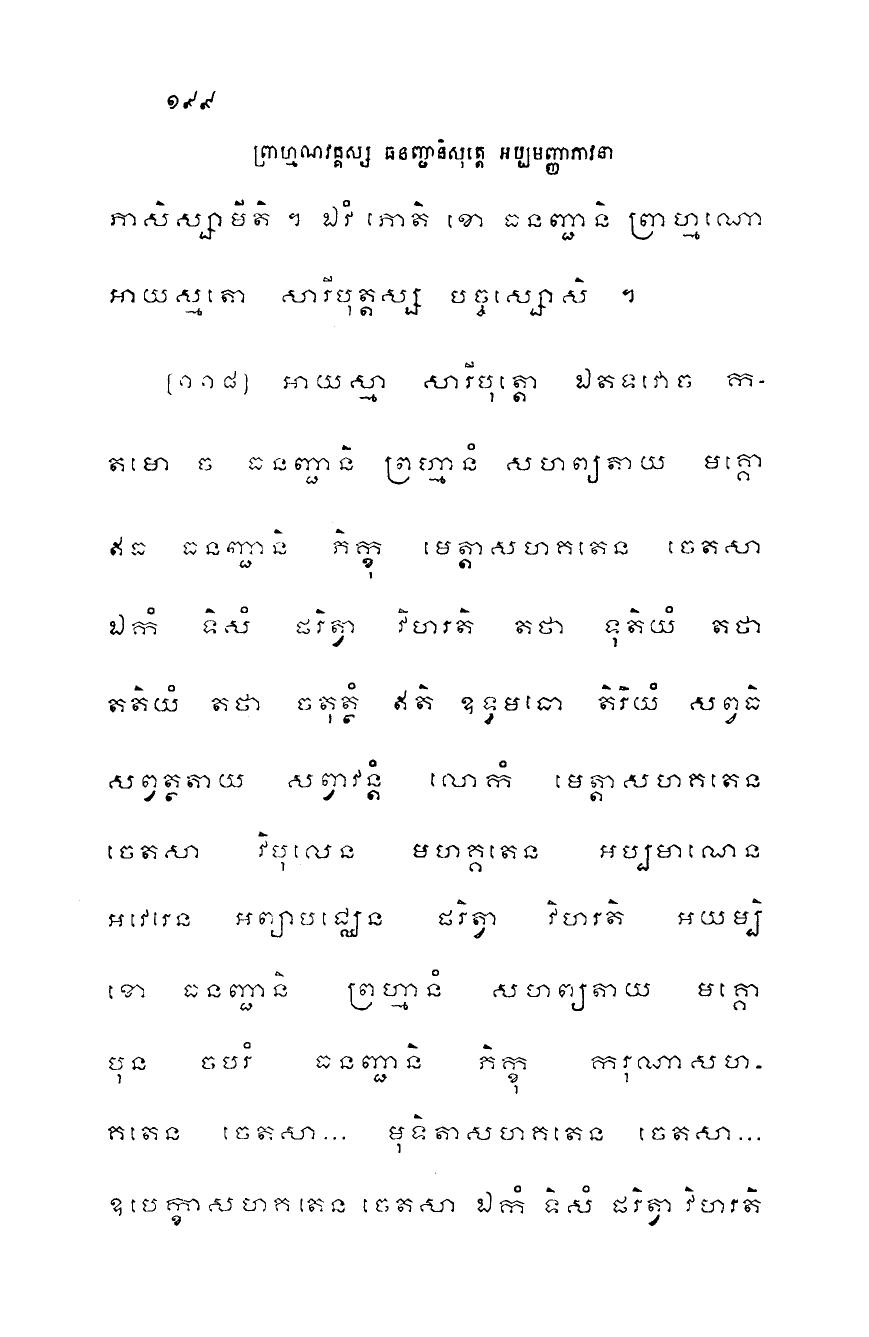 ១៩៩
ព្រាហ្មណវគ្គស្ស ធនញ្ជានិសុត្តេ អប្បមញ្ញាភាវនា
ភាសិស្សាមីតិ ។ ឯវំ ភោតិ ខោ ធនញ្ជានិ ព្រាហ្មណោ
អាយស្មតោ សារីបុត្តស្ស បច្ចស្សោសិ ។
[១១៨] អាយស្មា សារីបុត្តោ ឯតទវោច ក-
តមោ ច ធនញ្ជានិ ព្រហ្មានំ សហព្យតាយ មគ្គោ
ឥធ ធនញ្ជានិ ភិក្ខុ មេត្តាសហគតេន ចេតសា
ឯកំ ទិសំ ផរិត្វា វិហរតិ តថា ទុតិយំ តថា
តតិយំ តថា ចតុត្ថំ ឥតិ ឧទ្ធមធោ តិរិយំ សព្វធិ
សព្វត្ថតាយ សព្វាវន្តំ លោកំ មេត្តាសហគតេន
ចេតសា វិបុលេន មហគ្គតេន អប្បមាណេន
អវេរេន អព្យាបជ្ឈេន ផរិត្វា វិហរតិ អយម្បិ
ខោ ធនញ្ជានិ ព្រហ្មានំ សហព្យតាយ មគ្គោ
បុន ចបរំ ធនញ្ជានិ ភិក្ខុ ករុណាសហ-
គតេន ចេតសា... មុទិតាសហគតេន ចេតសា...
ឧបេក្ខាសហគតេន ចេតសា ឯកំ ទិសំ ផរិត្វា វិហរតិ